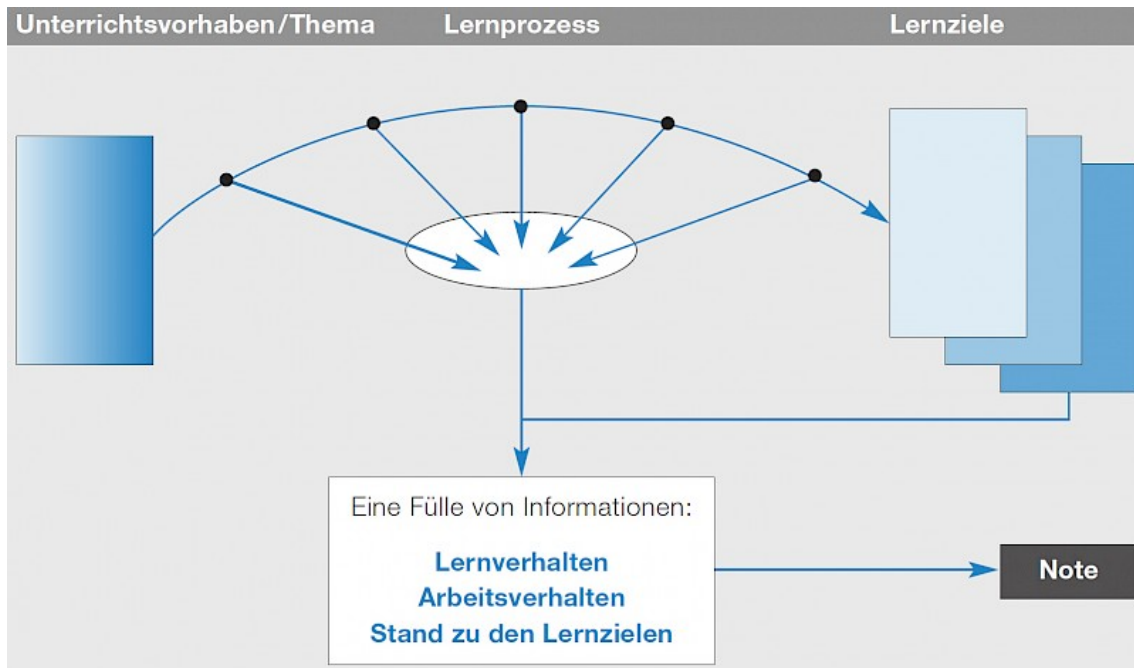 Unterrichtsvorhaben/Thema Lernprozess Lernziele
Eine Fülle von Informationen:
Lernverhalten
Arbeitsverhalten
Stand zu den Lernzielen
Note